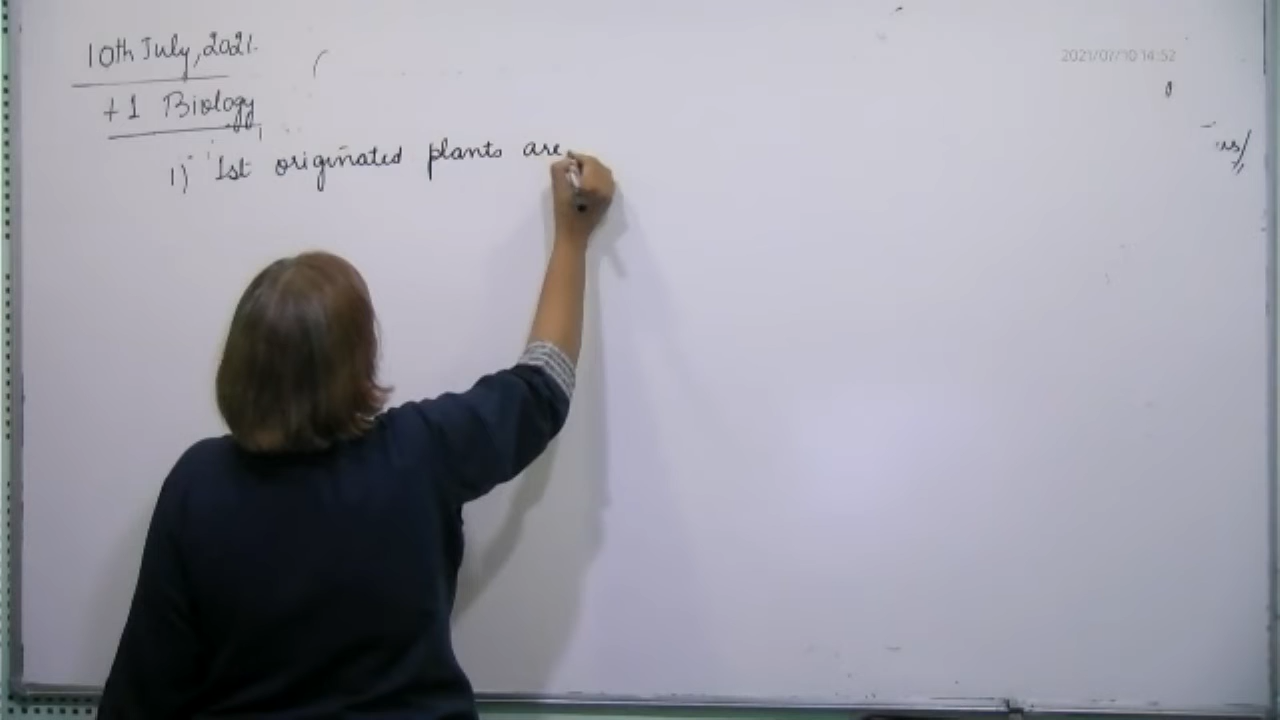 10th July, 2021.
2021/07/10 14:52
+1 Biology
1) 1st originated plants are